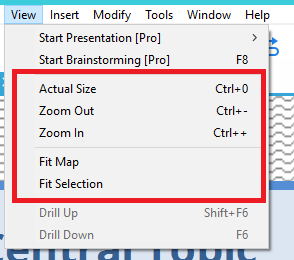 View Insert Modify Tools Window Help
Start Presentation [Pro]
Start Brainstorming [Pro] F8
Actual Size Ctrl+0
Zoom Out Ctrl+-
Zoom In Ctrl++
Fit Map
Fit Selection
Drill Up Shift+F6
Drill Down F6
Central Topic